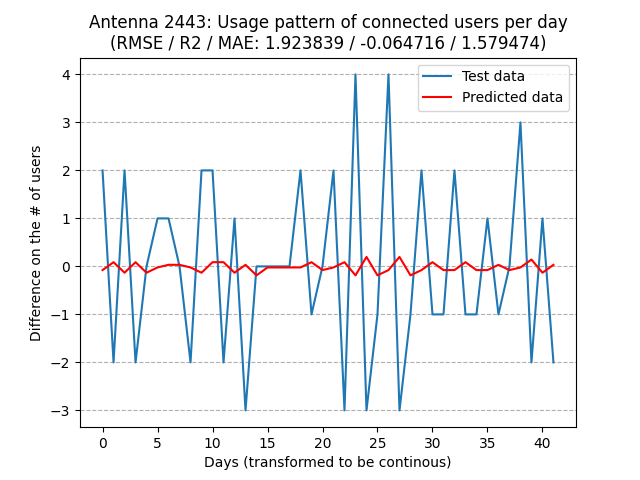 Antenna 2443: Usage pattern of connected users per day
(RMSE / R2 / MAE: 1.923839 / -0.064716 / 1.579474)
Test data
Predicted data
Difference on the # of users
4
3
2
1
0
−1
−2
−3
0 5 10 15 20 25 30 35 40
Days (transformed to be continous)